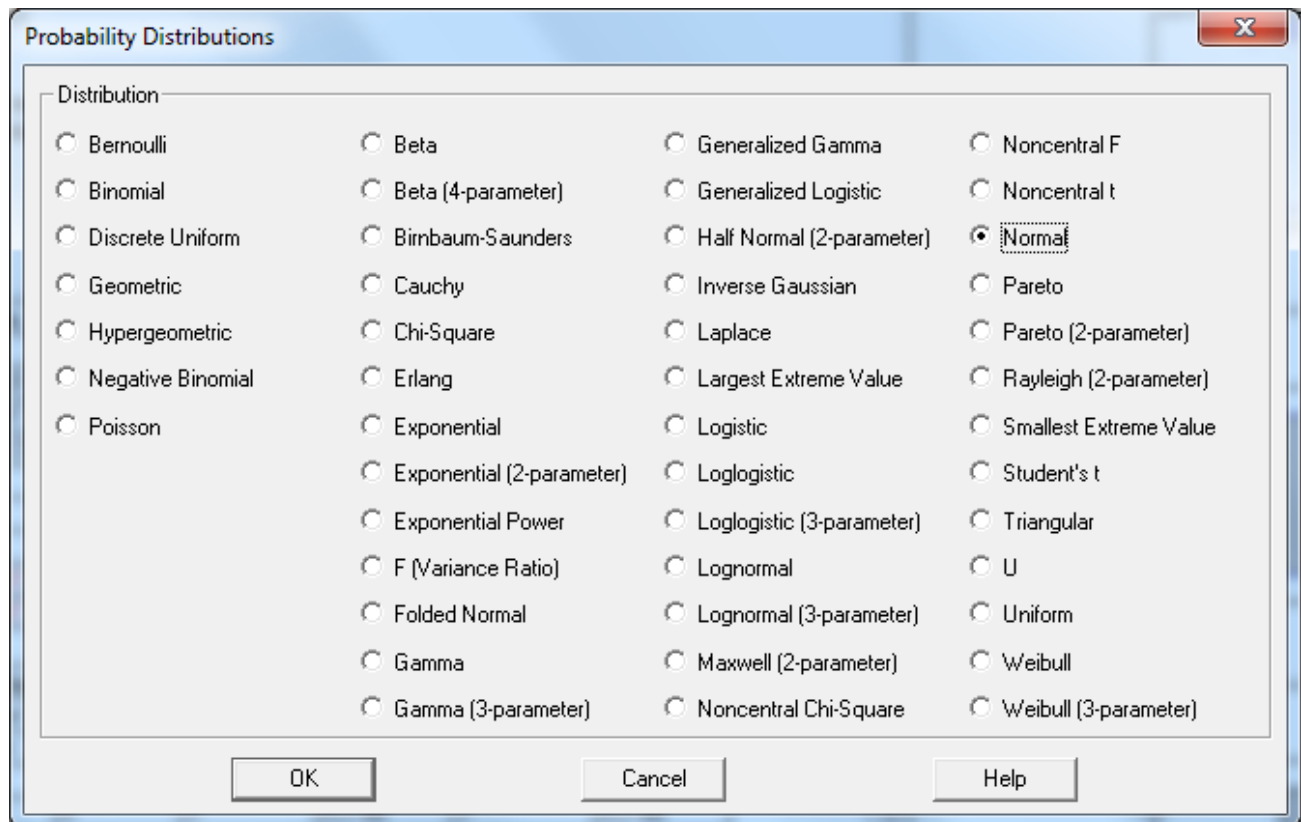 Probability Distributions
Distribution
Bernoulli
Binomial
Discrete Uniform
Geometric
Hypergeometric
Negative Binomial
Poisson
Beta
Beta (4-parameter)
Birnbaum-Saunders
Cauchy
Chi-Square
Erlang
Exponential
Exponential (2-parameter)
Exponential Power
F (Variance Ratio)
Folded Normal
Gamma
Gamma (3-parameter)
Generalized Gamma
Generalized Logistic
Half Normal (2-parameter)
Inverse Gaussian
Laplace
Largest Extreme Value
Logistic
Loglogistic
Loglogistic (3-parameter)
Lognormal
Lognormal (3-parameter)
Maxwell (2-parameter)
Noncentral Chi-Square
Noncentral F
Noncentral t
Normal
Pareto
Pareto (2-parameter)
Rayleigh (2-parameter)
Smallest Extreme Value
Student's t
Triangular
U
Uniform
Weibull
Weibull (3-parameter)
OK
Cancel
Help